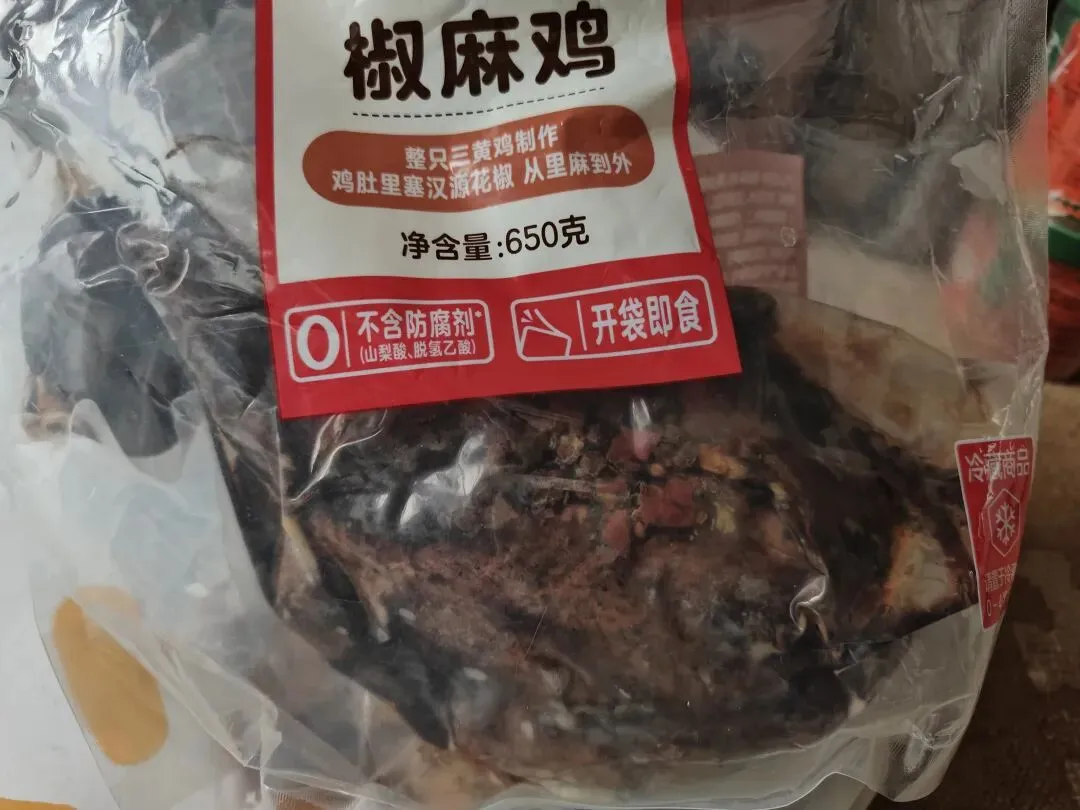 椒麻鸡
整只三黄鸡制作
鸡肚里塞汉源花椒 从里麻到外
净含量:650克
0
不含防腐剂*
(山梨酸、脱氢乙酸)
开袋即食
冷藏商品